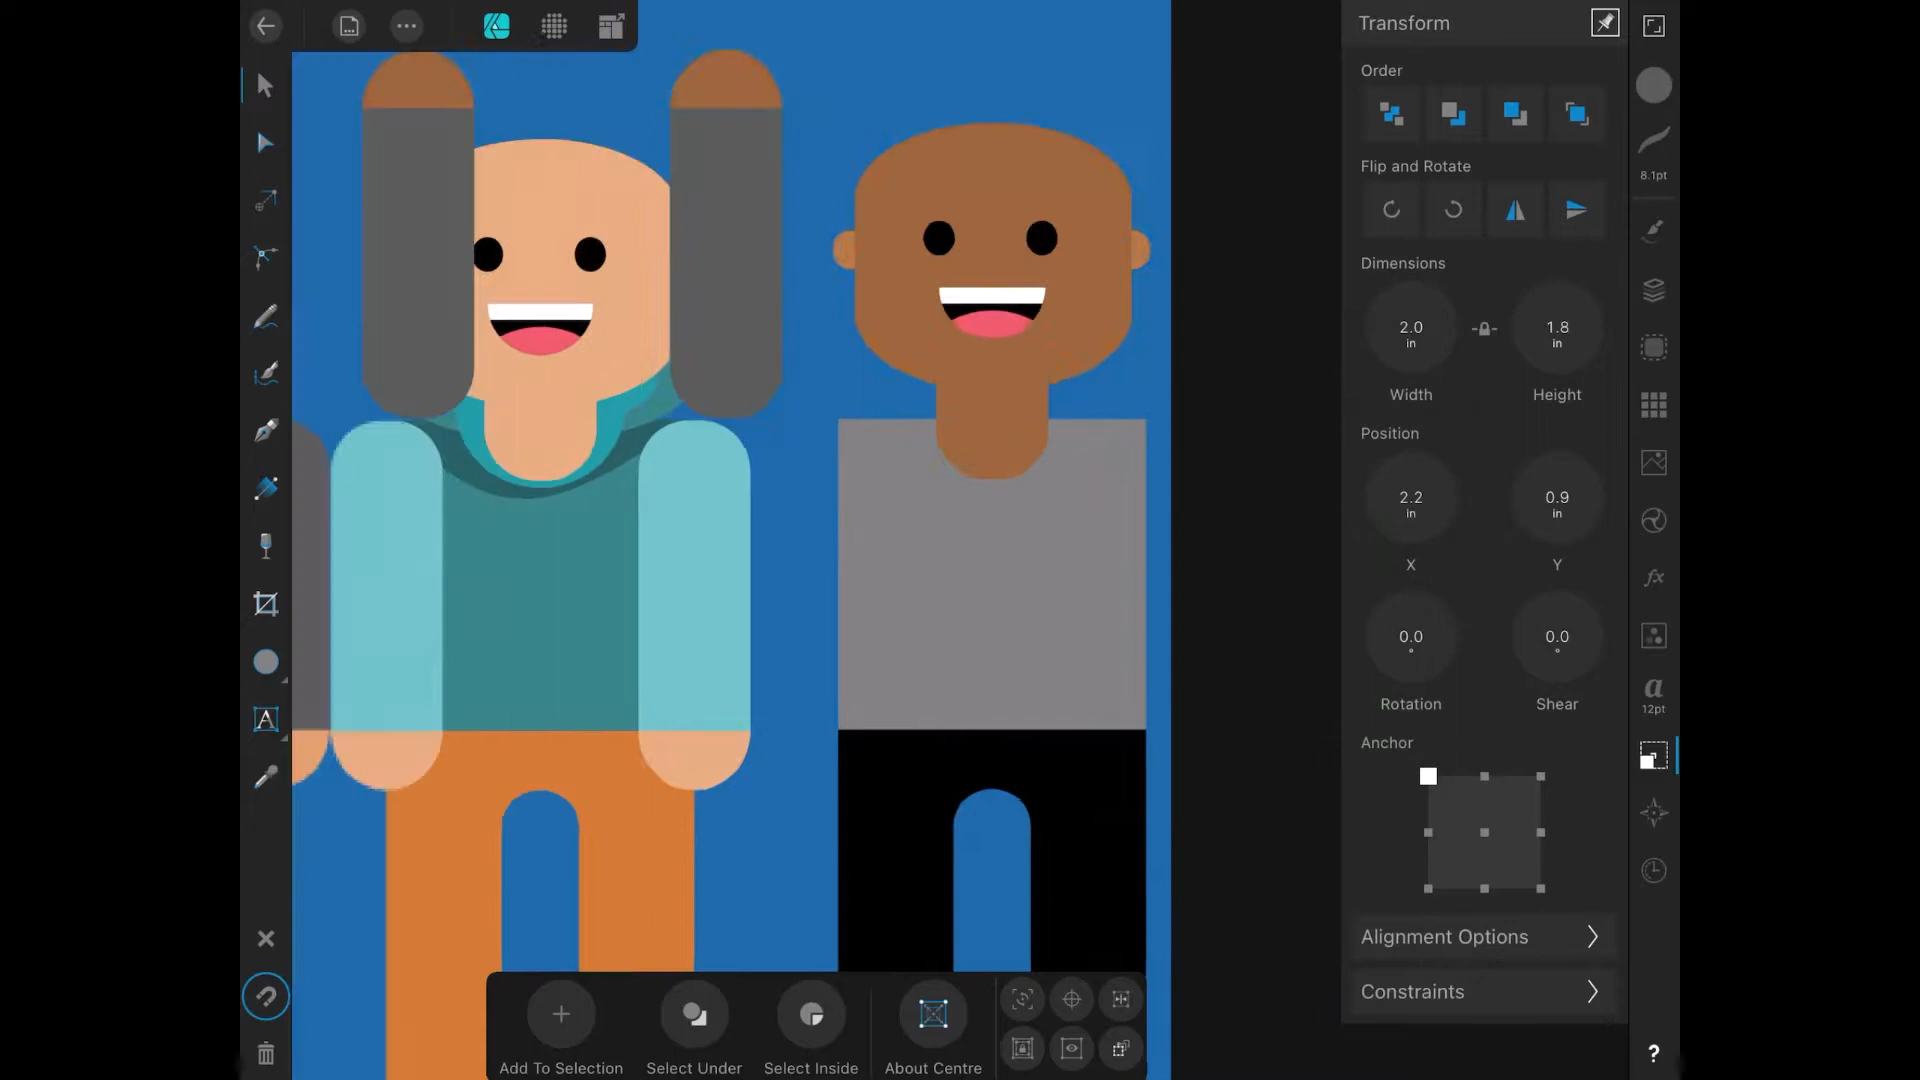 Transform
Order
8.1pt
Flip and Rotate
Dimensions
2.0 in
1.8 in
Width
Height
Position
2.2 in
0.9 in
X
Y
fx
0.0 °
0.0 °
a
12pt
Rotation
Shear
A
Anchor
Alignment Options
Constraints
?
Add To Selection
Select Under
Select Inside
About Centre